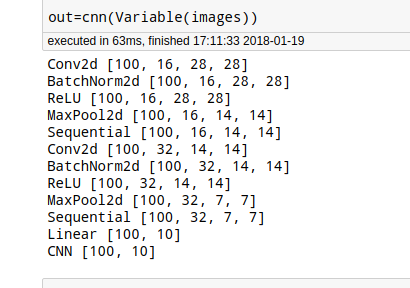 out=cnn(Variable(images))
executed in 63ms, finished 17:11:33 2018-01-19
Conv2d [100, 16, 28, 28]
BatchNorm2d [100, 16, 28, 28]
ReLU [100, 16, 28, 28]
MaxPool2d [100, 16, 14, 14]
Sequential [100, 16, 14, 14]
Conv2d [100, 32, 14, 14]
BatchNorm2d [100, 32, 14, 14]
ReLU [100, 32, 14, 14]
MaxPool2d [100, 32, 7, 7]
Sequential [100, 32, 7, 7]
Linear [100, 10]
CNN [100, 10]